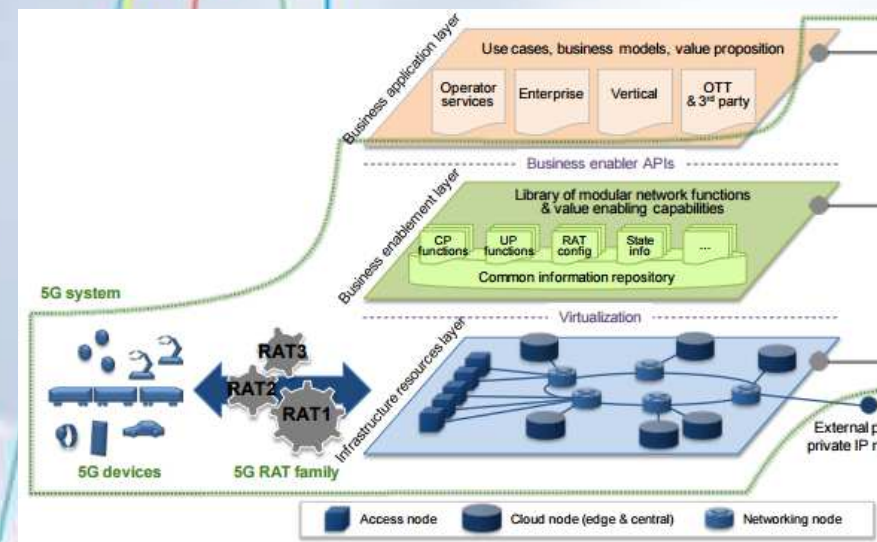 Business application layer
Use cases, business models, value proposition
Operator
services
Enterprise
Vertical
OTT
& 3rd party
Business enabler APIs
Business enablement layer
Library of modular network functions
& value enabling capabilities
CP
functions
UP
functions
RAT
config
State
info
...
Common information repository
Virtualization
5G system
Infrastructure resources layer
RAT3
RAT2
RAT1
5G devices
5G RAT family
External
private IP
Access node
Cloud node (edge & central)
Networking node